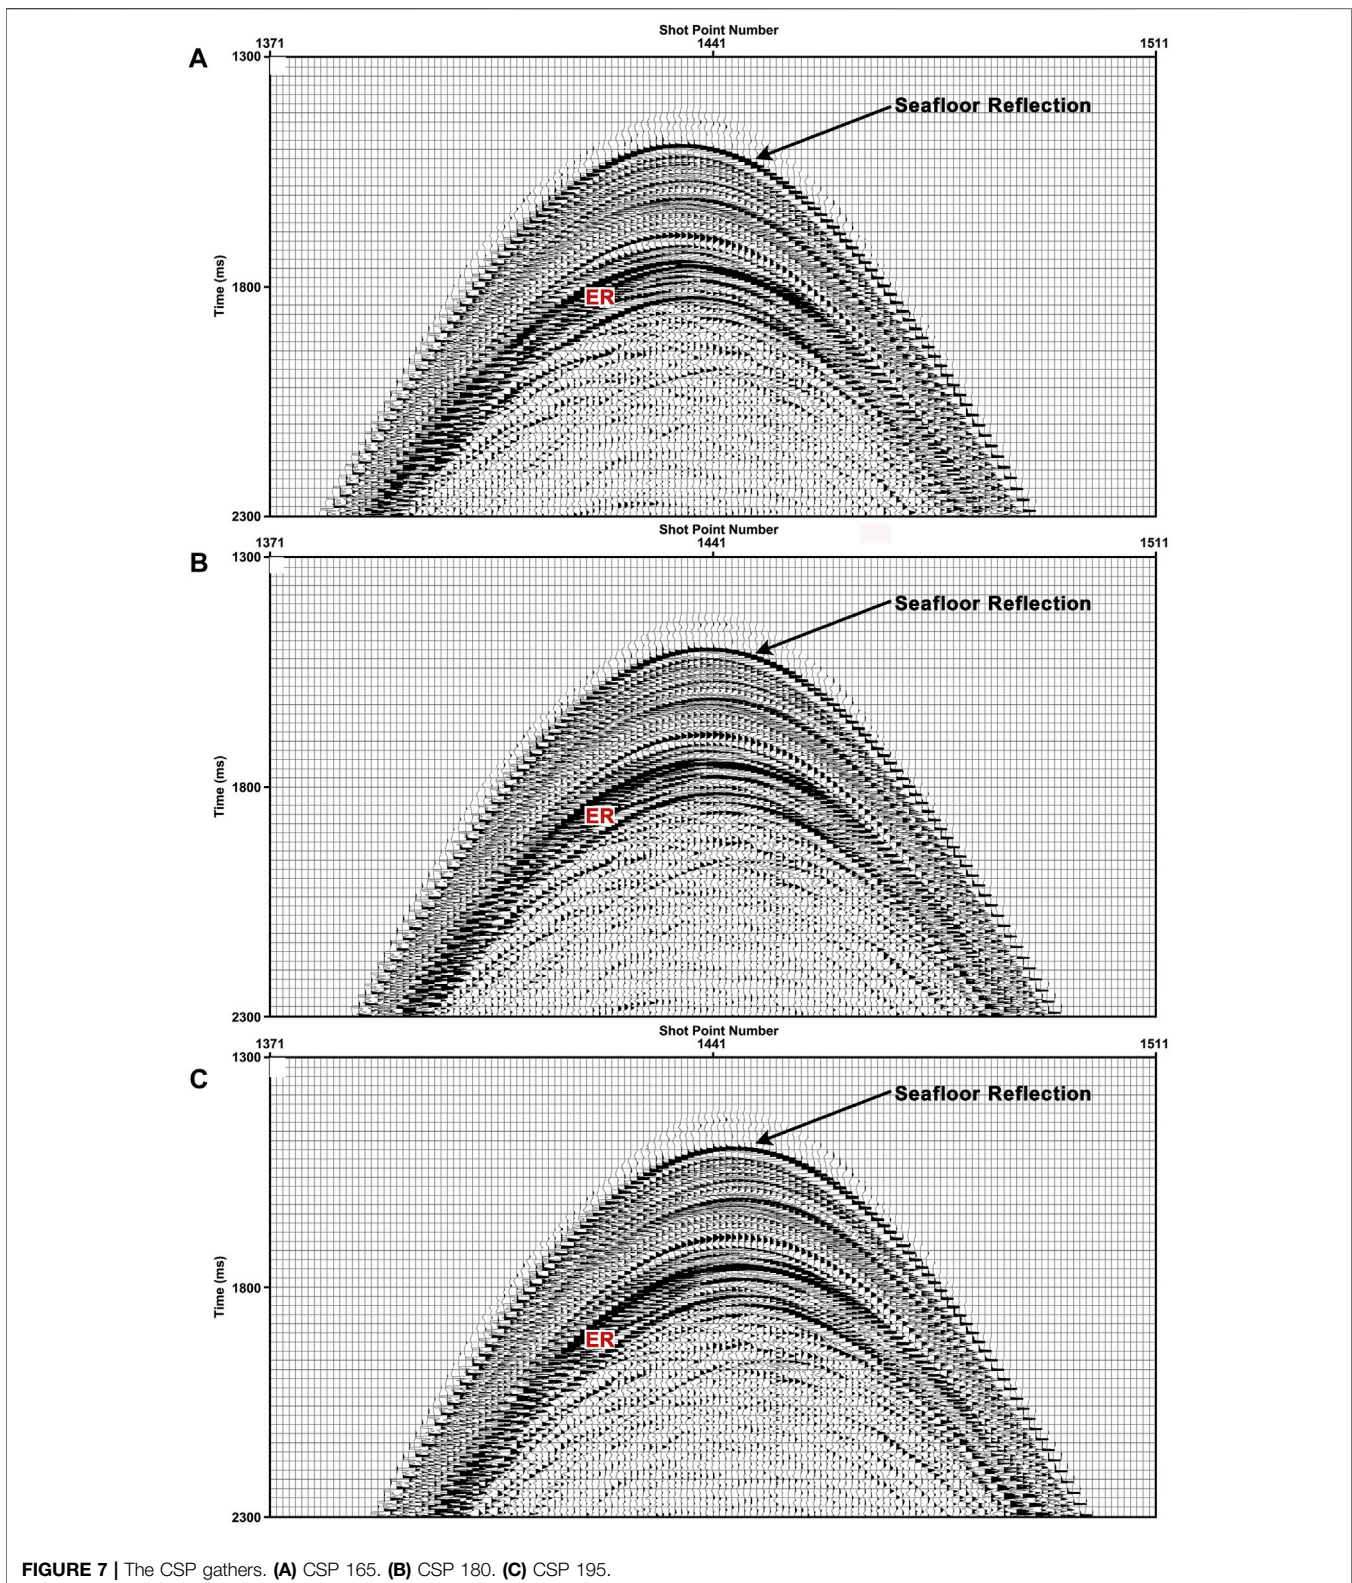 Shot Point Number
1371 1441 1511
A
1300
Seafloor Reflection
Time (ms)
1800
ER
2300
Shot Point Number
1371 1441 1511
1300
B
Seafloor Reflection
Time (ms)
1800
ER
2300
Shot Point Number
1371 1441 1511
1300
C
Seafloor Reflection
Time (ms)
1800
ER
2300
FIGURE 7 | The CSP gathers. (A) CSP 165. (B) CSP 180. (C) CSP 195.